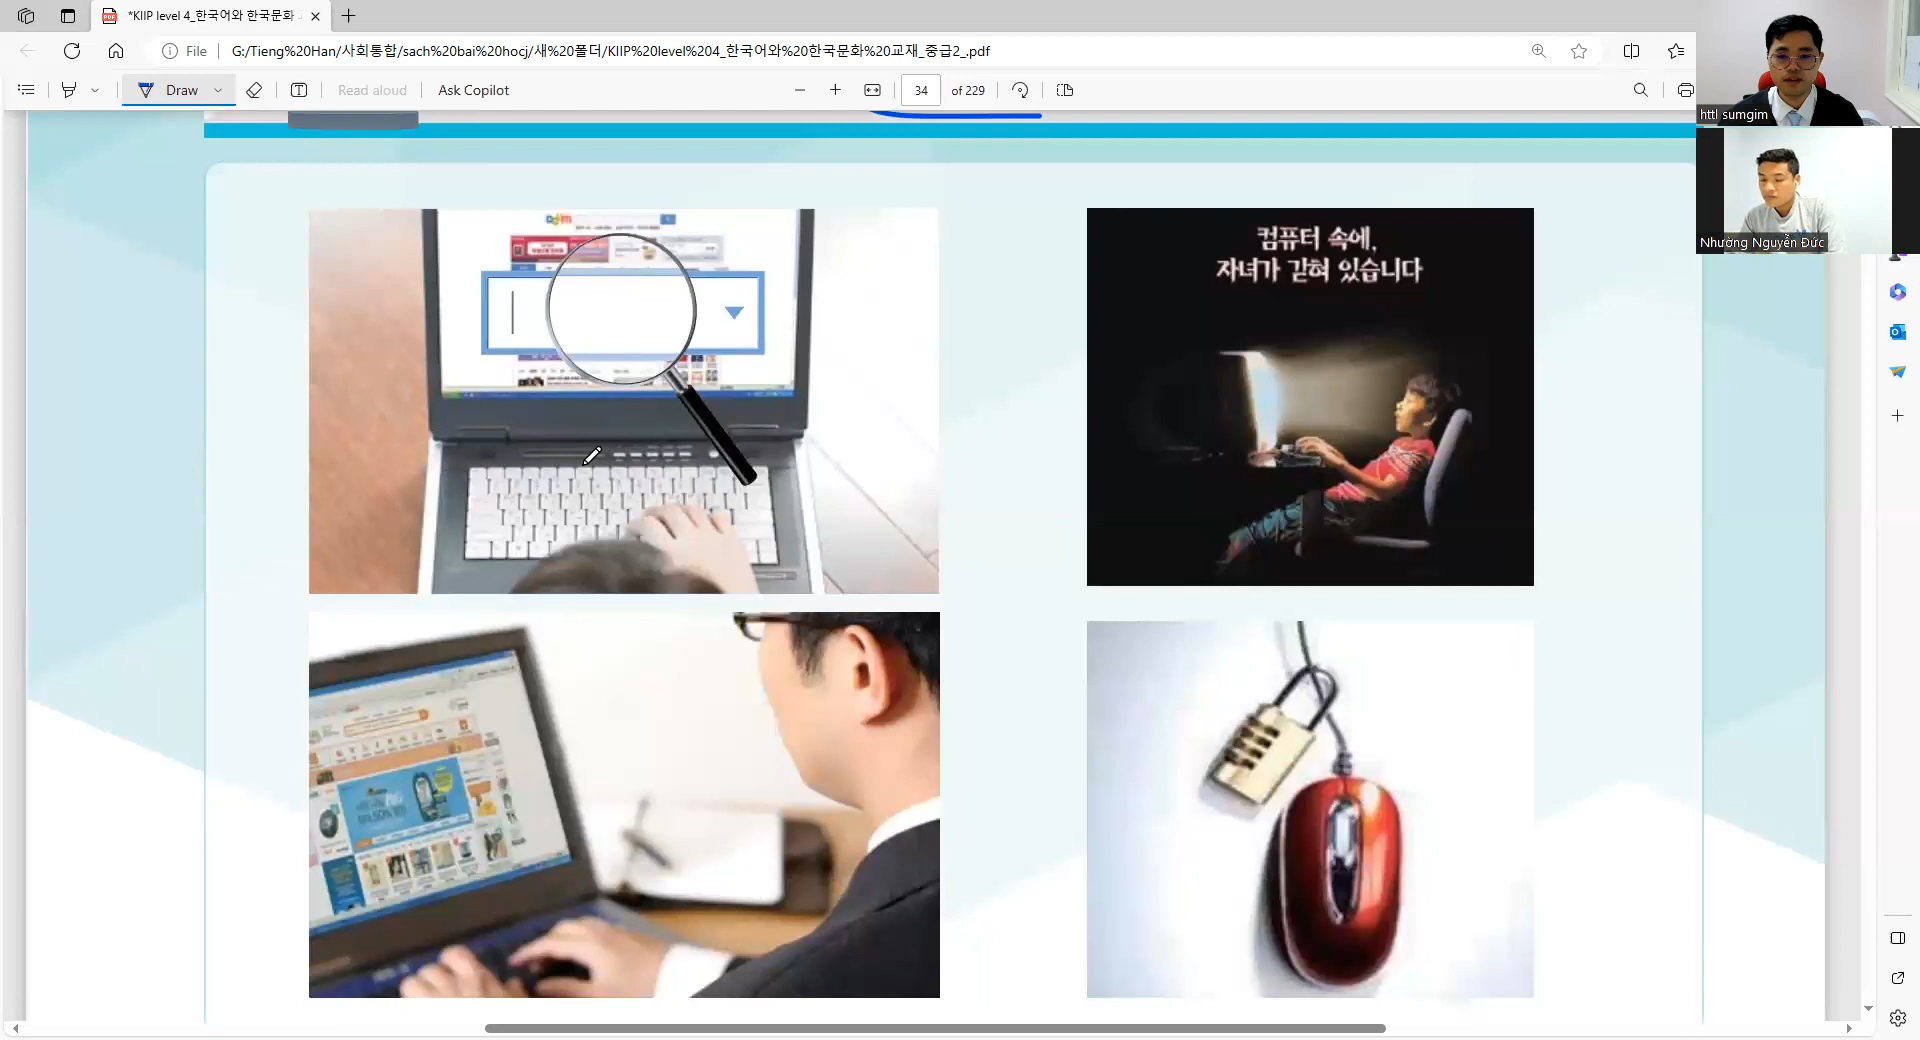 *KIIP level 4_한국어와 한국문화
File
G:/Tieng%20Han/사회통합/sach%20bai%20hocj/새%20폴더/KIIP%20level%204_한국어와%20한국문화%20교재_중급2_.pdf
Draw
Read aloud
Ask Copilot
34
of 229
httl sumgim
Nhường Nguyễn Đức
컴퓨터 속에,
자녀가 갇혀 있습니다